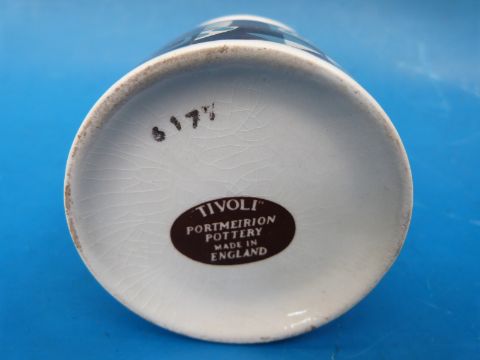 "TIVOLI"
PORTMEIRION
POTTERY
MADE IN
ENGLAND